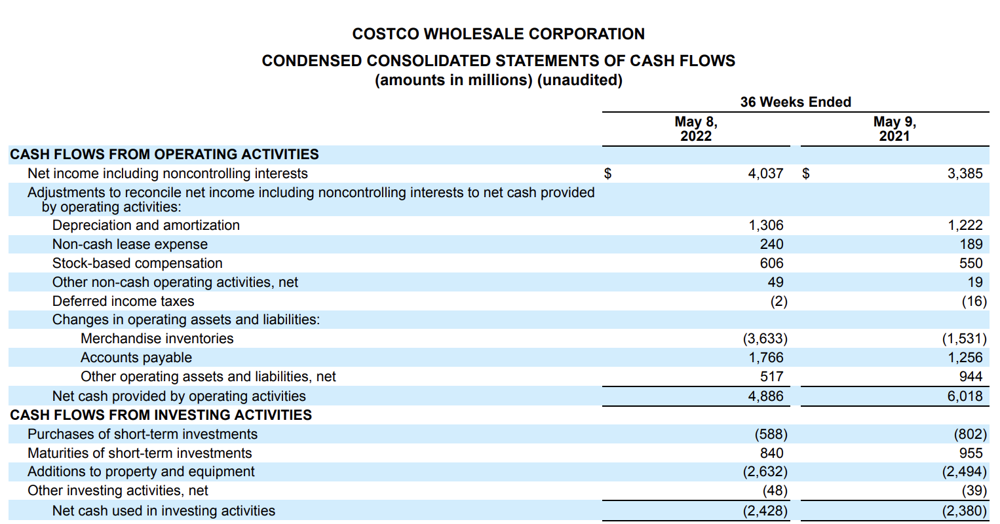 COSTCO WHOLESALE CORPORATION
CONDENSED CONSOLIDATED STATEMENTS OF CASH FLOWS
(amounts in millions) (unaudited)
36 Weeks Ended
May 8, May 9,
2022 2021
CASH FLOWS FROM OPERATING ACTIVITIES
Net income including noncontrolling interests $ 4,037 $ 3,385
Adjustments to reconcile net income including noncontrolling interests to net cash provided
by operating activities:
Depreciation and amortization 1,306 1,222
Non-cash lease expense 240 189
Stock-based compensation 606 550
Other non-cash operating activities, net 49 19
Deferred income taxes (2) (16)
Changes in operating assets and liabilities:
Merchandise inventories (3,633) (1,531)
Accounts payable 1,766 1,256
Other operating assets and liabilities, net 517 944
Net cash provided by operating activities 4,886 6,018
CASH FLOWS FROM INVESTING ACTIVITIES
Purchases of short-term investments (588) (802)
Maturities of short-term investments 840 955
Additions to property and equipment (2,632) (2,494)
Other investing activities, net (48) (39)
Net cash used in investing activities (2,428) (2,380)